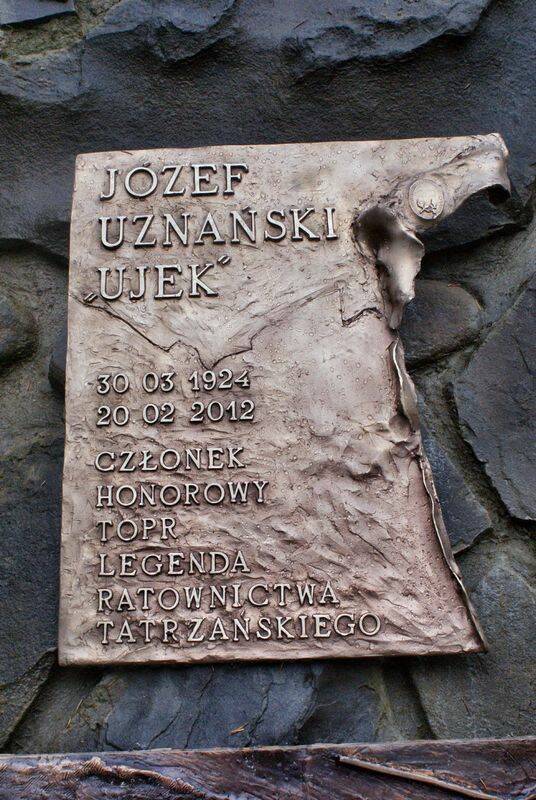 JÓZEF
UZNAŃSKI
„UJEK”
30 03 1924
20 02 2012
CZŁONEK
HONOROWY
TOPR
LEGENDA
RATOWNICTWA
TATRZAŃSKIEGO